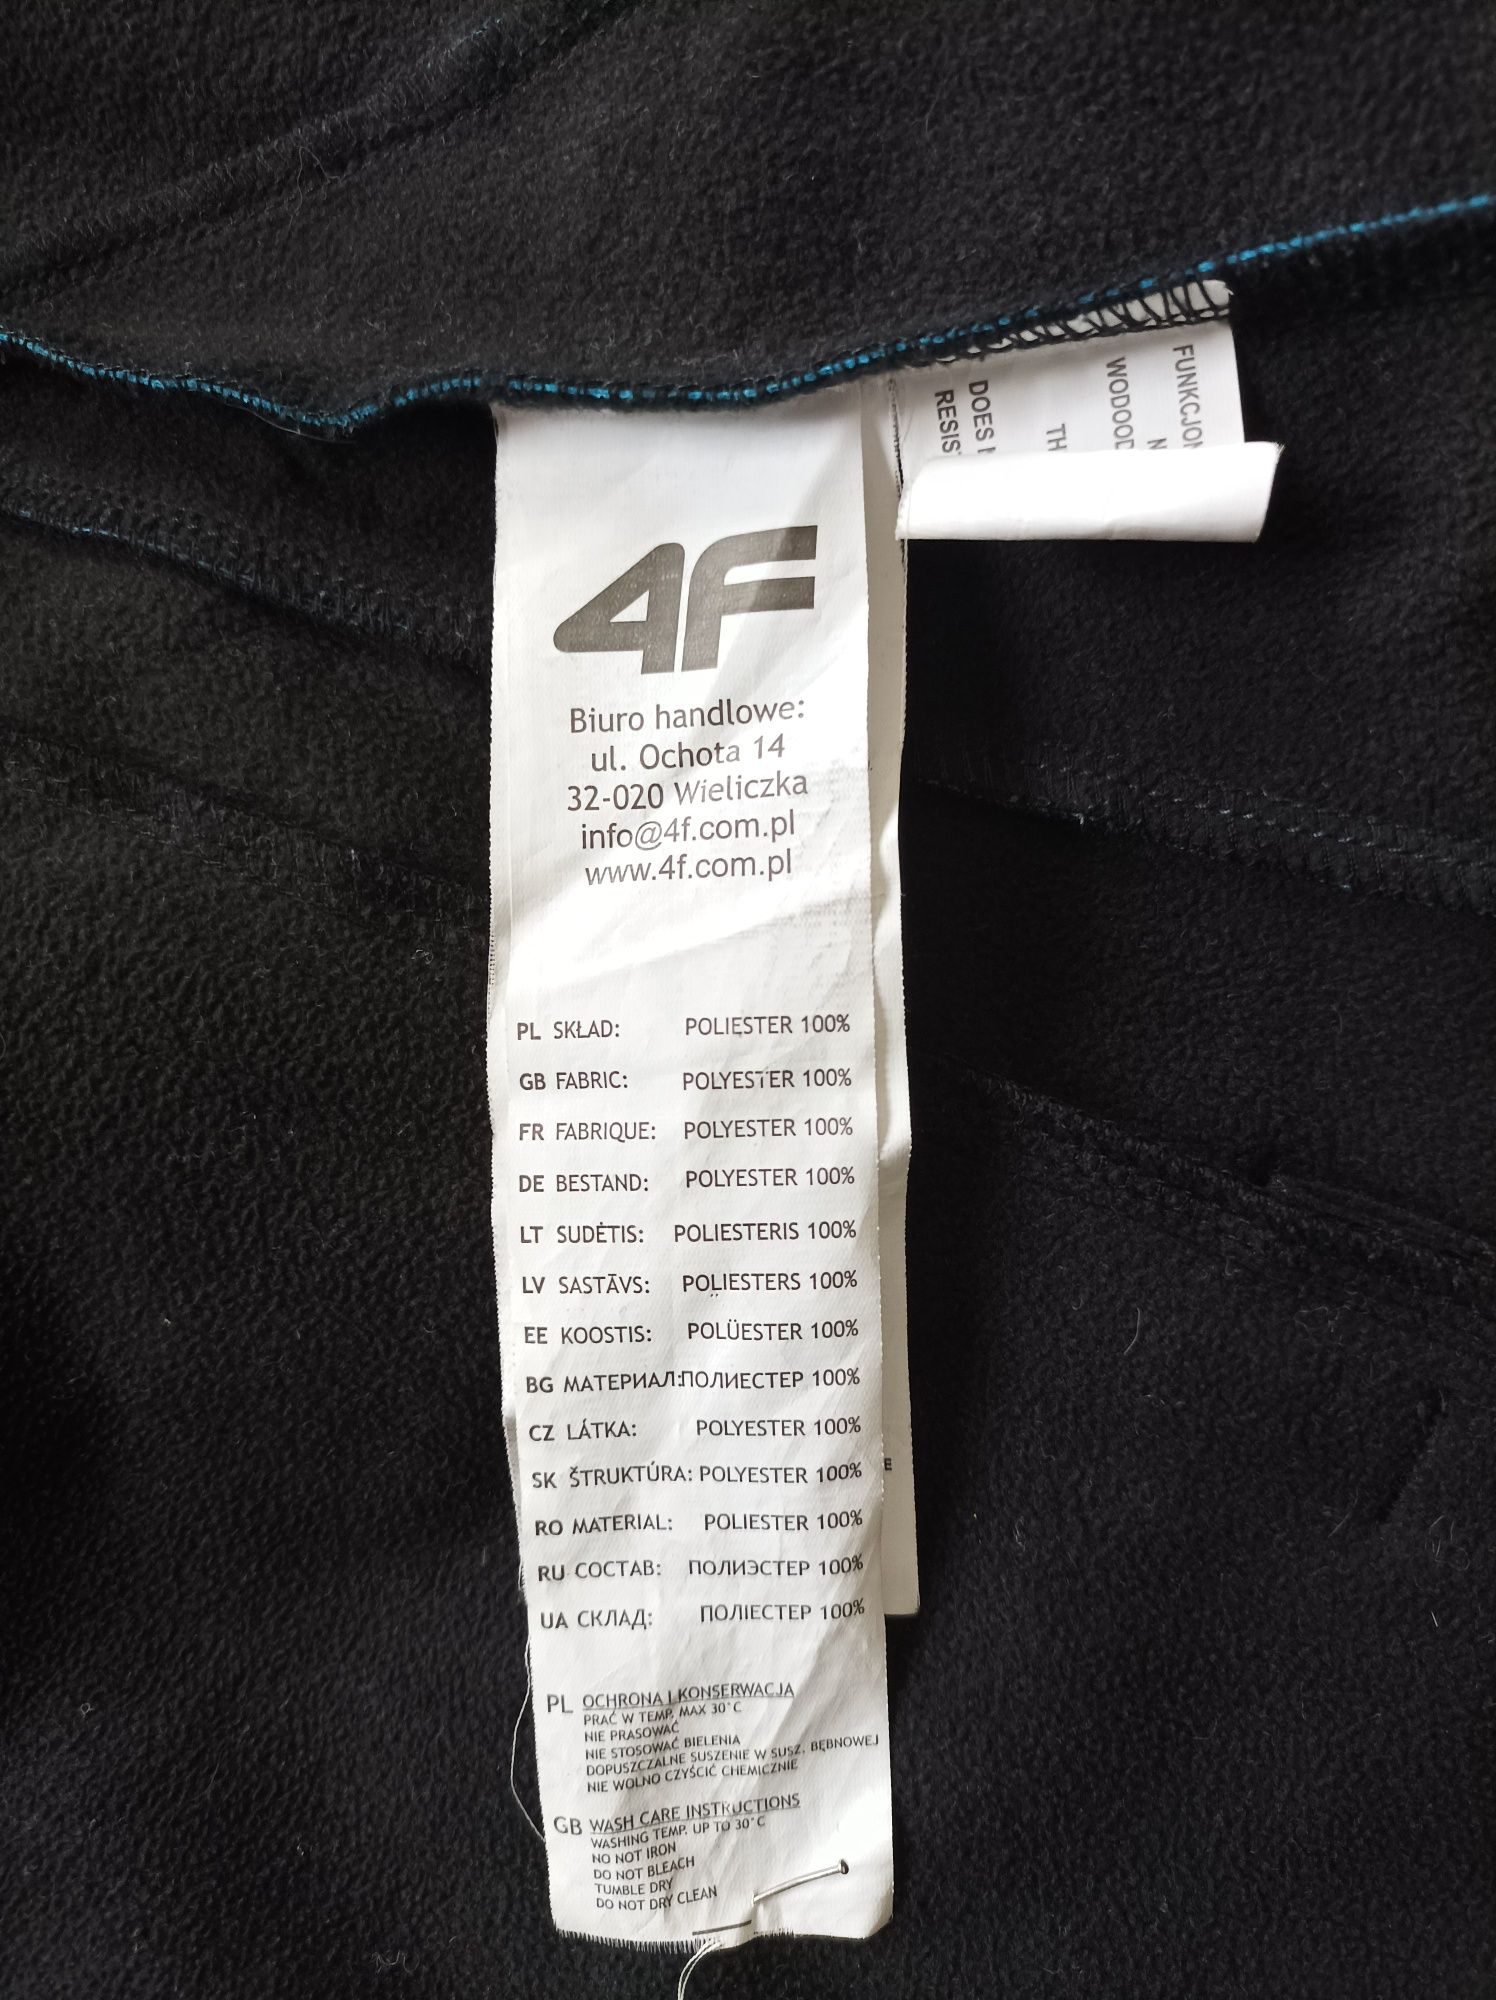 4F
Biuro handlowe:
ul. Ochota 14
32-020 Wieliczka
info@4f.com.pl
www.4f.com.pl
PL SKŁAD: POLIESTER 100%
GB FABRIC: POLYESTER 100%
FR FABRIQUE: POLYESTER 100%
DE BESTAND: POLYESTER 100%
LT SUDĖTIS: POLIESTERIS 100%
LV SASTĀVS: POLIESTERS 100%
EE KOOSTIS: POLÜESTER 100%
BG МАТЕРИАЛ:ПОЛИЕСТЕР 100%
CZ LÁTKA: POLYESTER 100%
SK ŠTRUKTÚRA: POLYESTER 100%
RO MATERIAL: POLIESTER 100%
RU СОСТАВ: ПОЛИЭСТЕР 100%
UA СКЛАД: ПОЛІЕСТЕР 100%
PL OCHRONA I KONSERWACJA
PRAĆ W TEMP. MAX 30°C
NIE PRASOWAĆ
NIE STOSOWAĆ BIELENIA
DOPUSZCZALNE SUSZENIE W SUSZ. BĘBNOWEJ
NIE WOLNO CZYŚCIĆ CHEMICZNIE
GB WASH CARE INSTRUCTIONS
WASHING TEMP. UP TO 30°C
NO NOT IRON
DO NOT BLEACH
TUMBLE DRY
DO NOT DRY CLEAN
FUNKCJON
N
WODOOD
TH
DOES
RESIS
E